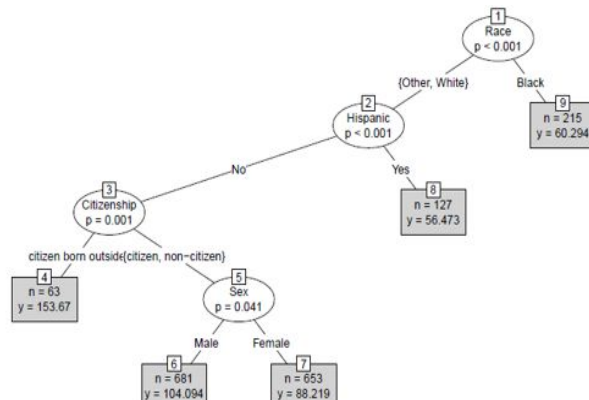 1
Race
p < 0.001
{Other, White}
Black
2
Hispanic
p < 0.001
9
n = 215
y = 60.294
No
Yes
3
Citizenship
p = 0.001
8
n = 127
y = 56.473
citizen born outside{citizen, non−citizen}
4
n = 63
y = 153.67
5
Sex
p = 0.041
Male
Female
6
n = 681
y = 104.094
7
n = 653
y = 88.219